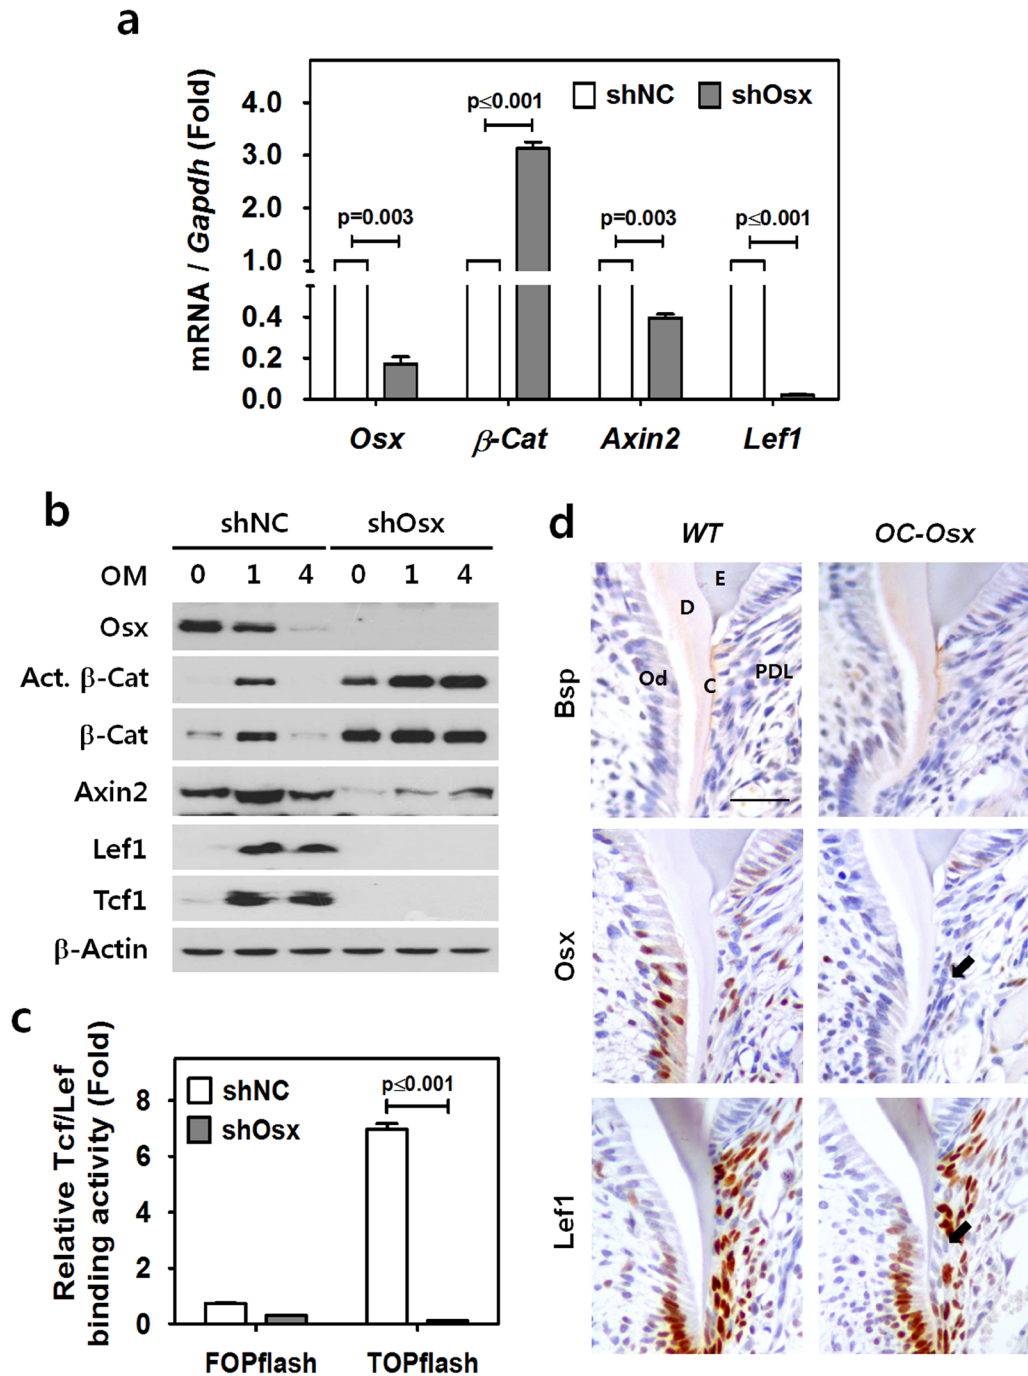 a
mRNA / Gapdh (Fold)
shNC shOsx
4.0
3.0
2.0
1.0
0.4
0.2
0.0
p=0.003
p≤0.001
p=0.003
p≤0.001
Osx β-Cat Axin2 Lef1
b
shNC shOsx
OM 0 1 4 0 1 4
Osx
Act. β-Cat
β-Cat
Axin2
Lef1
Tcf1
β-Actin
c
Relative Tcf/Lef
binding activity (Fold)
8
6
4
2
0
shNC
shOsx
p≤0.001
FOPflash TOPflash
d
WT OC-Osx
Bsp
E
D
Od
C
PDL
Osx
Lef1